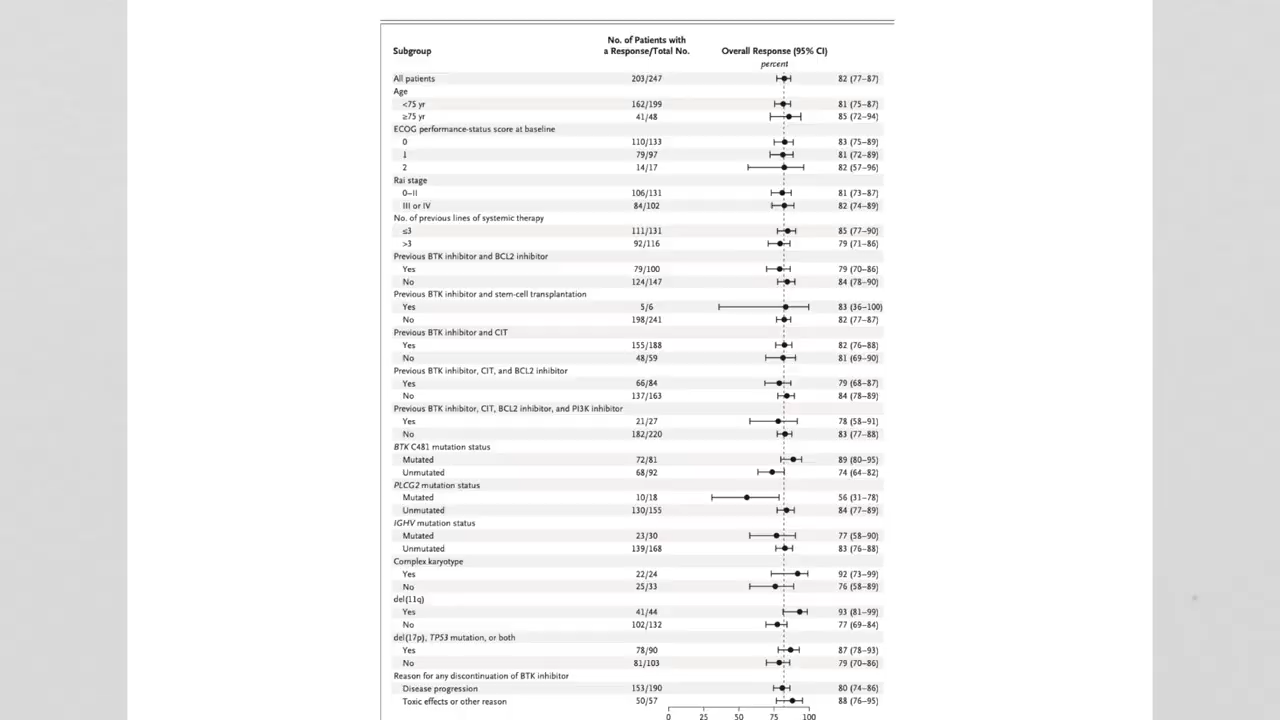 No. of Patients with
Subgroup a Response/Total No. Overall Response (95% CI)
percent
All patients 203/247 82 (77–87)
Age
<75 yr 162/199 81 (75–87)
≥75 yr 41/48 85 (72–94)
ECOG performance-status score at baseline
0 110/133 83 (75–89)
1 79/97 81 (72–89)
2 14/17 82 (57–96)
Rai stage
0–II 106/131 81 (73–87)
III or IV 84/102 82 (74–89)
No. of previous lines of systemic therapy
≤3 111/131 85 (77–90)
>3 92/116 79 (71–86)
Previous BTK inhibitor and BCL2 inhibitor
Yes 79/100 79 (70–86)
No 124/147 84 (78–90)
Previous BTK inhibitor and stem-cell transplantation
Yes 5/6 83 (36–100)
No 198/241 82 (77–87)
Previous BTK inhibitor and CIT
Yes 155/188 82 (76–88)
No 48/59 81 (69–90)
Previous BTK inhibitor, CIT, and BCL2 inhibitor
Yes 66/84 79 (68–87)
No 137/163 84 (78–89)
Previous BTK inhibitor, CIT, BCL2 inhibitor, and PI3K inhibitor
Yes 21/27 78 (58–91)
No 182/220 83 (77–88)
BTK C481 mutation status
Mutated 72/81 89 (80–95)
Unmutated 68/92 74 (64–82)
PLCG2 mutation status
Mutated 10/18 56 (31–78)
Unmutated 130/155 84 (77–89)
IGHV mutation status
Mutated 23/30 77 (58–90)
Unmutated 139/168 83 (76–88)
Complex karyotype
Yes 22/24 92 (73–99)
No 25/33 76 (58–89)
del(11q)
Yes 41/44 93 (81–99)
No 102/132 77 (69–84)
del(17p), TP53 mutation, or both
Yes 78/90 87 (78–93)
No 81/103 79 (70–86)
Reason for any discontinuation of BTK inhibitor
Disease progression 153/190 80 (74–86)
Toxic effects or other reason 50/57 88 (76–95)
0 25 50 75 100